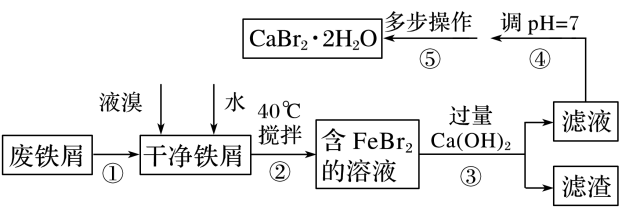 CaBr₂·2H₂O
多步操作
⑤
调 pH=7
④
液溴
水
40℃
搅拌
过量
Ca(OH)₂
滤液
废铁屑
①
干净铁屑
②
含 FeBr₂
的溶液
③
滤渣